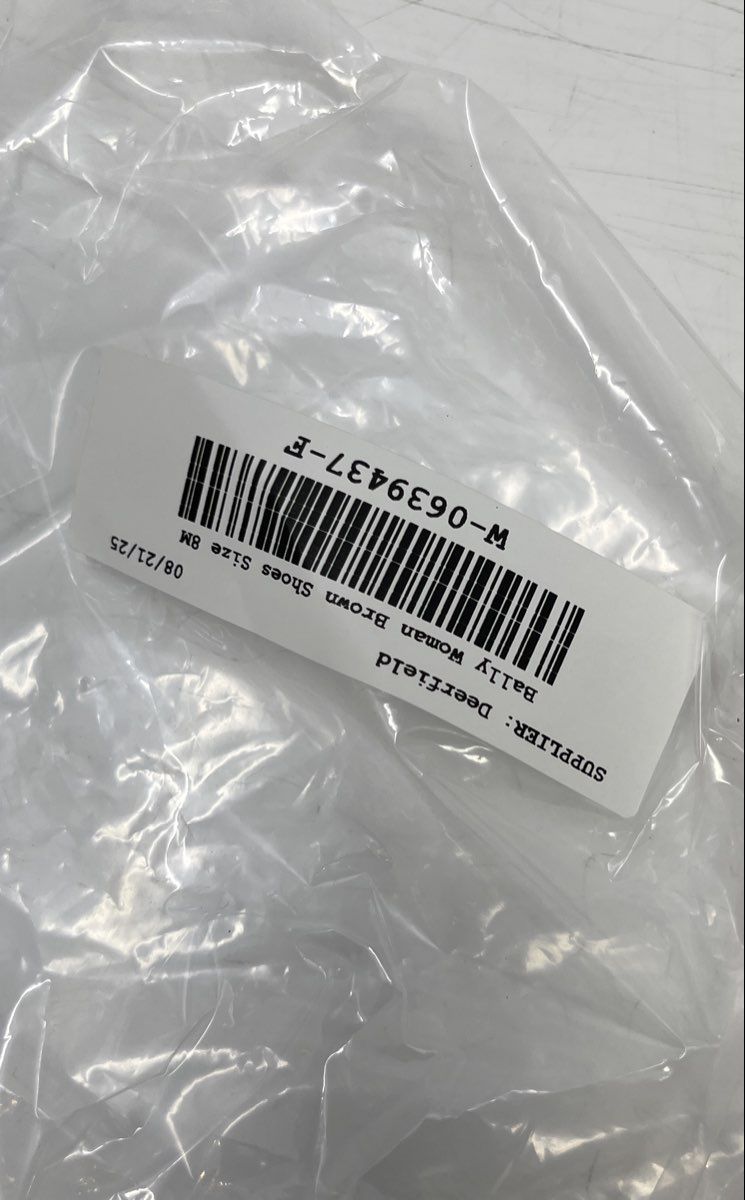 SUPPLIER: Deerfield
Bally Woman Brown Shoes Size 8M
08/21/25
W-0639437-E